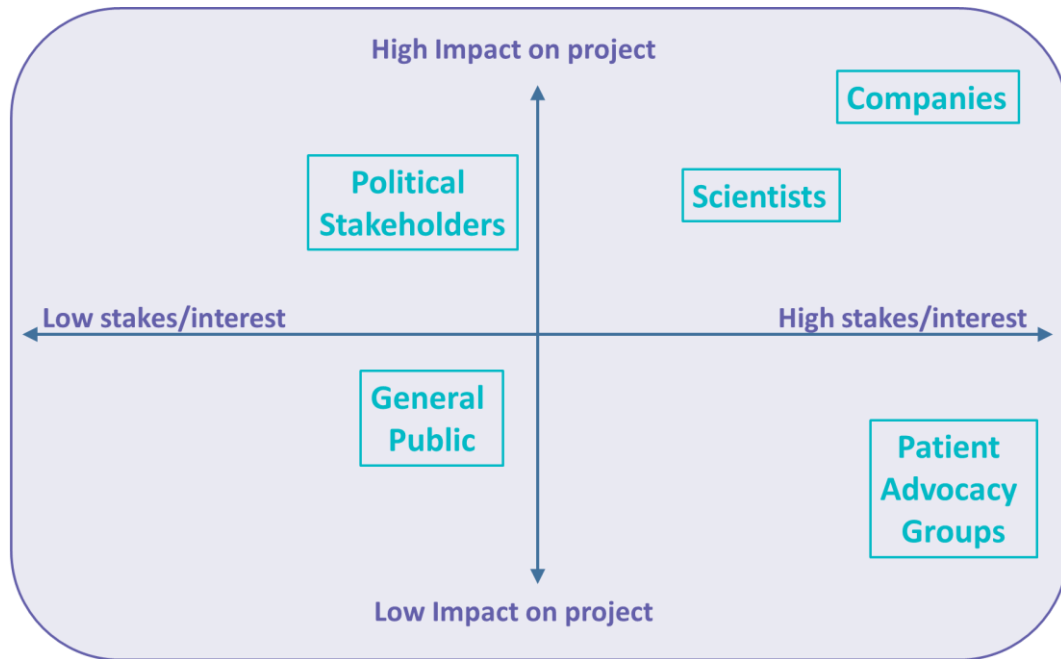 High Impact on project
Companies
Political
Stakeholders
Scientists
Low stakes/interest
High stakes/interest
General
Public
Patient
Advocacy
Groups
Low Impact on project